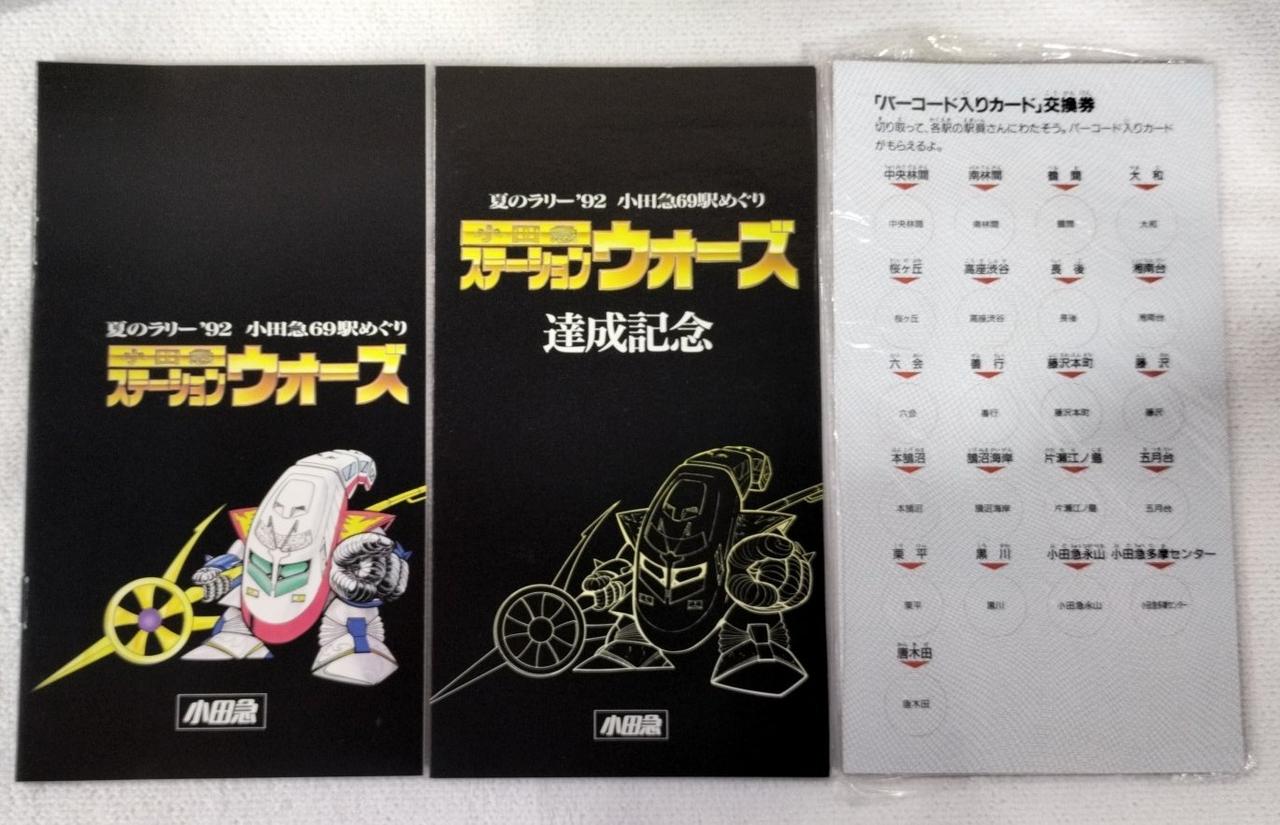 夏のラリー'92 小田急69駅めぐり
小田急
ステーションウォーズ
小田急
夏のラリー'92 小田急69駅めぐり
小田急
ステーションウォーズ
達成記念
小田急
「バーコード入りカード」交換券
切り取って、各駅の駅員さんにわたそう。バーコード入りカード
がもらえるよ。
中央林間 南林間 鶴間 大和
中央林間 南林間 鶴間 大和
桜ヶ丘 高座渋谷 長後 湘南台
桜ヶ丘 高座渋谷 長後 湘南台
六会 善行 藤沢本町 藤沢
六会 善行 藤沢本町 藤沢
本鵠沼 鵠沼海岸 片瀬江ノ島 五月台
本鵠沼 鵠沼海岸 片瀬江ノ島 五月台
栗平 黒川 小田急永山 小田急多摩センター
栗平 黒川 小田急永山 小田急多摩センター
唐木田
唐木田